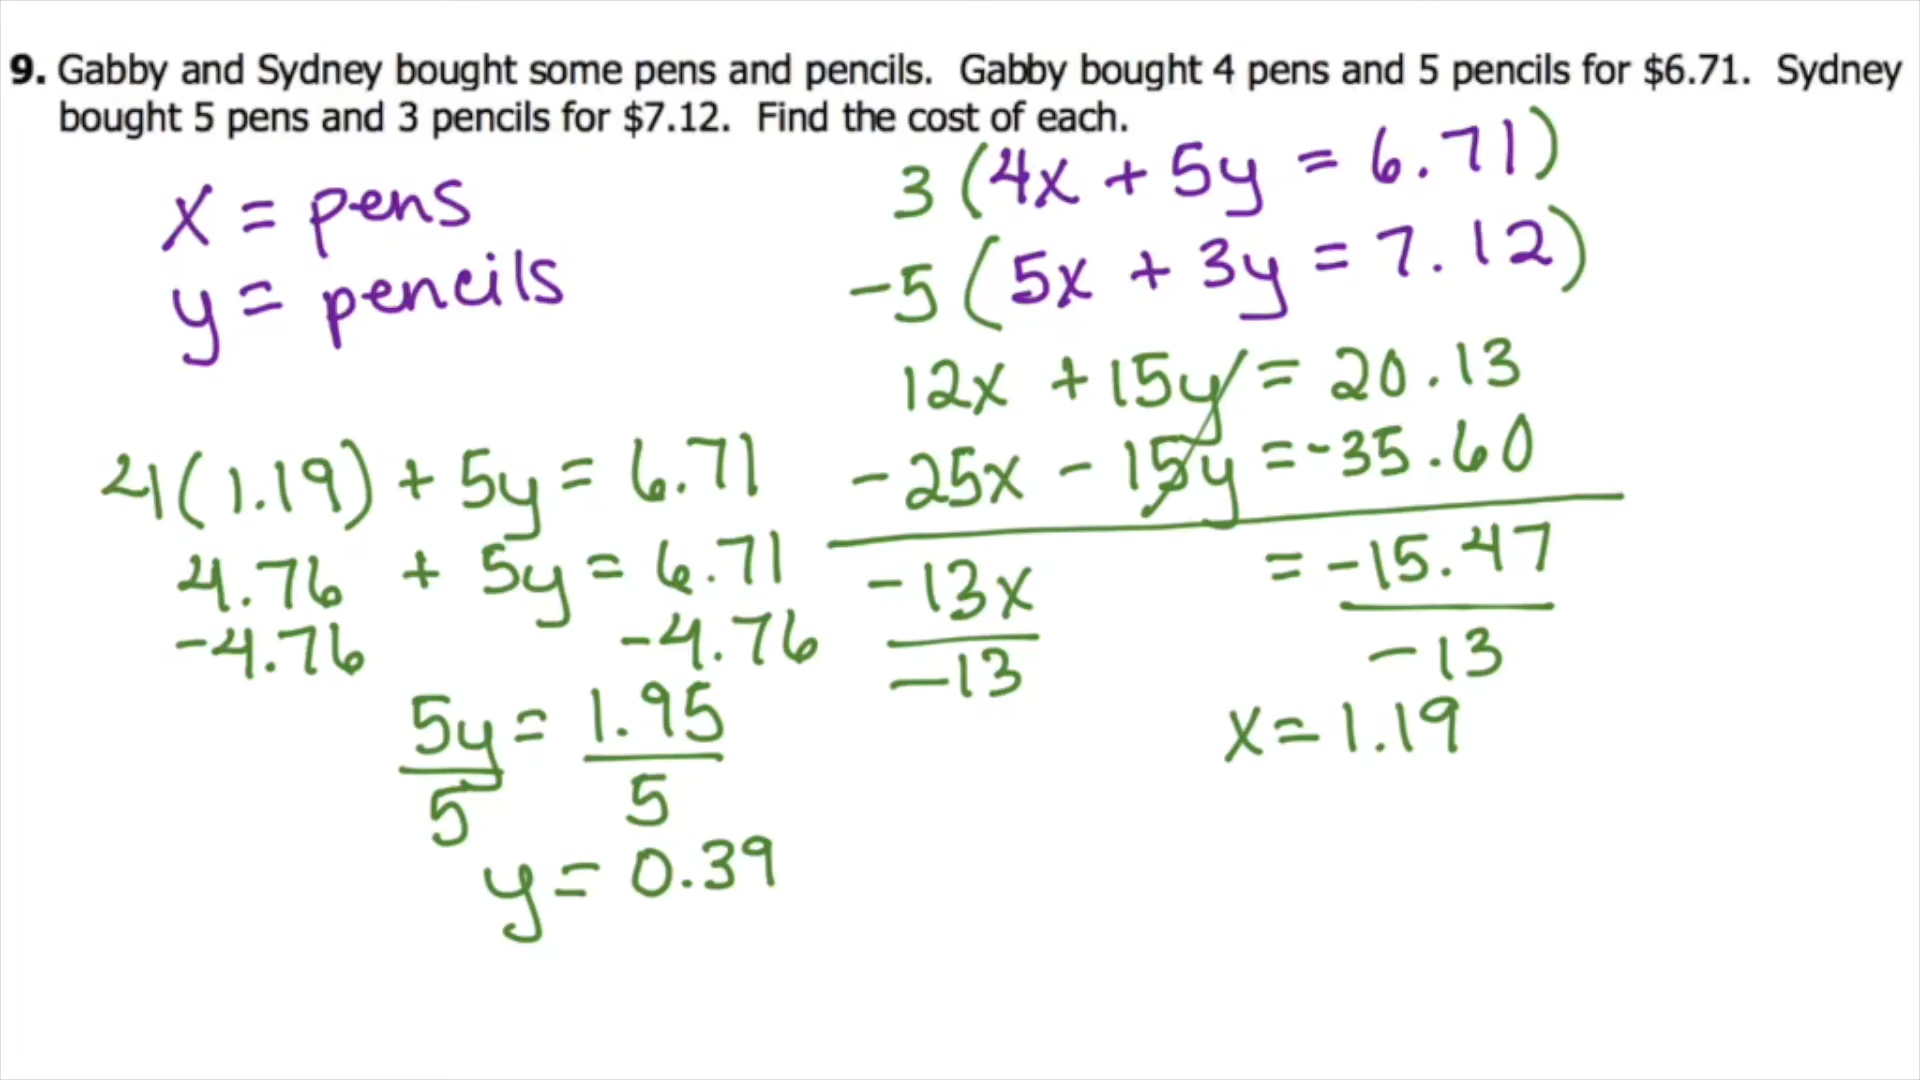 9. Gabby and Sydney bought some pens and pencils. Gabby bought 4 pens and 5 pencils for $6.71. Sydney
bought 5 pens and 3 pencils for $7.12. Find the cost of each.
x = pens
y = pencils
3 (4x + 5y = 6.71)
-5 (5x + 3y = 7.12)
12x + 15y = 20.13
-25x - 15y = -35.60
-13x = -15.47
-13 -13
x = 1.19
4(1.19) + 5y = 6.71
4.76 + 5y = 6.71
-4.76 -4.76
5y = 1.95
5 5
y = 0.39